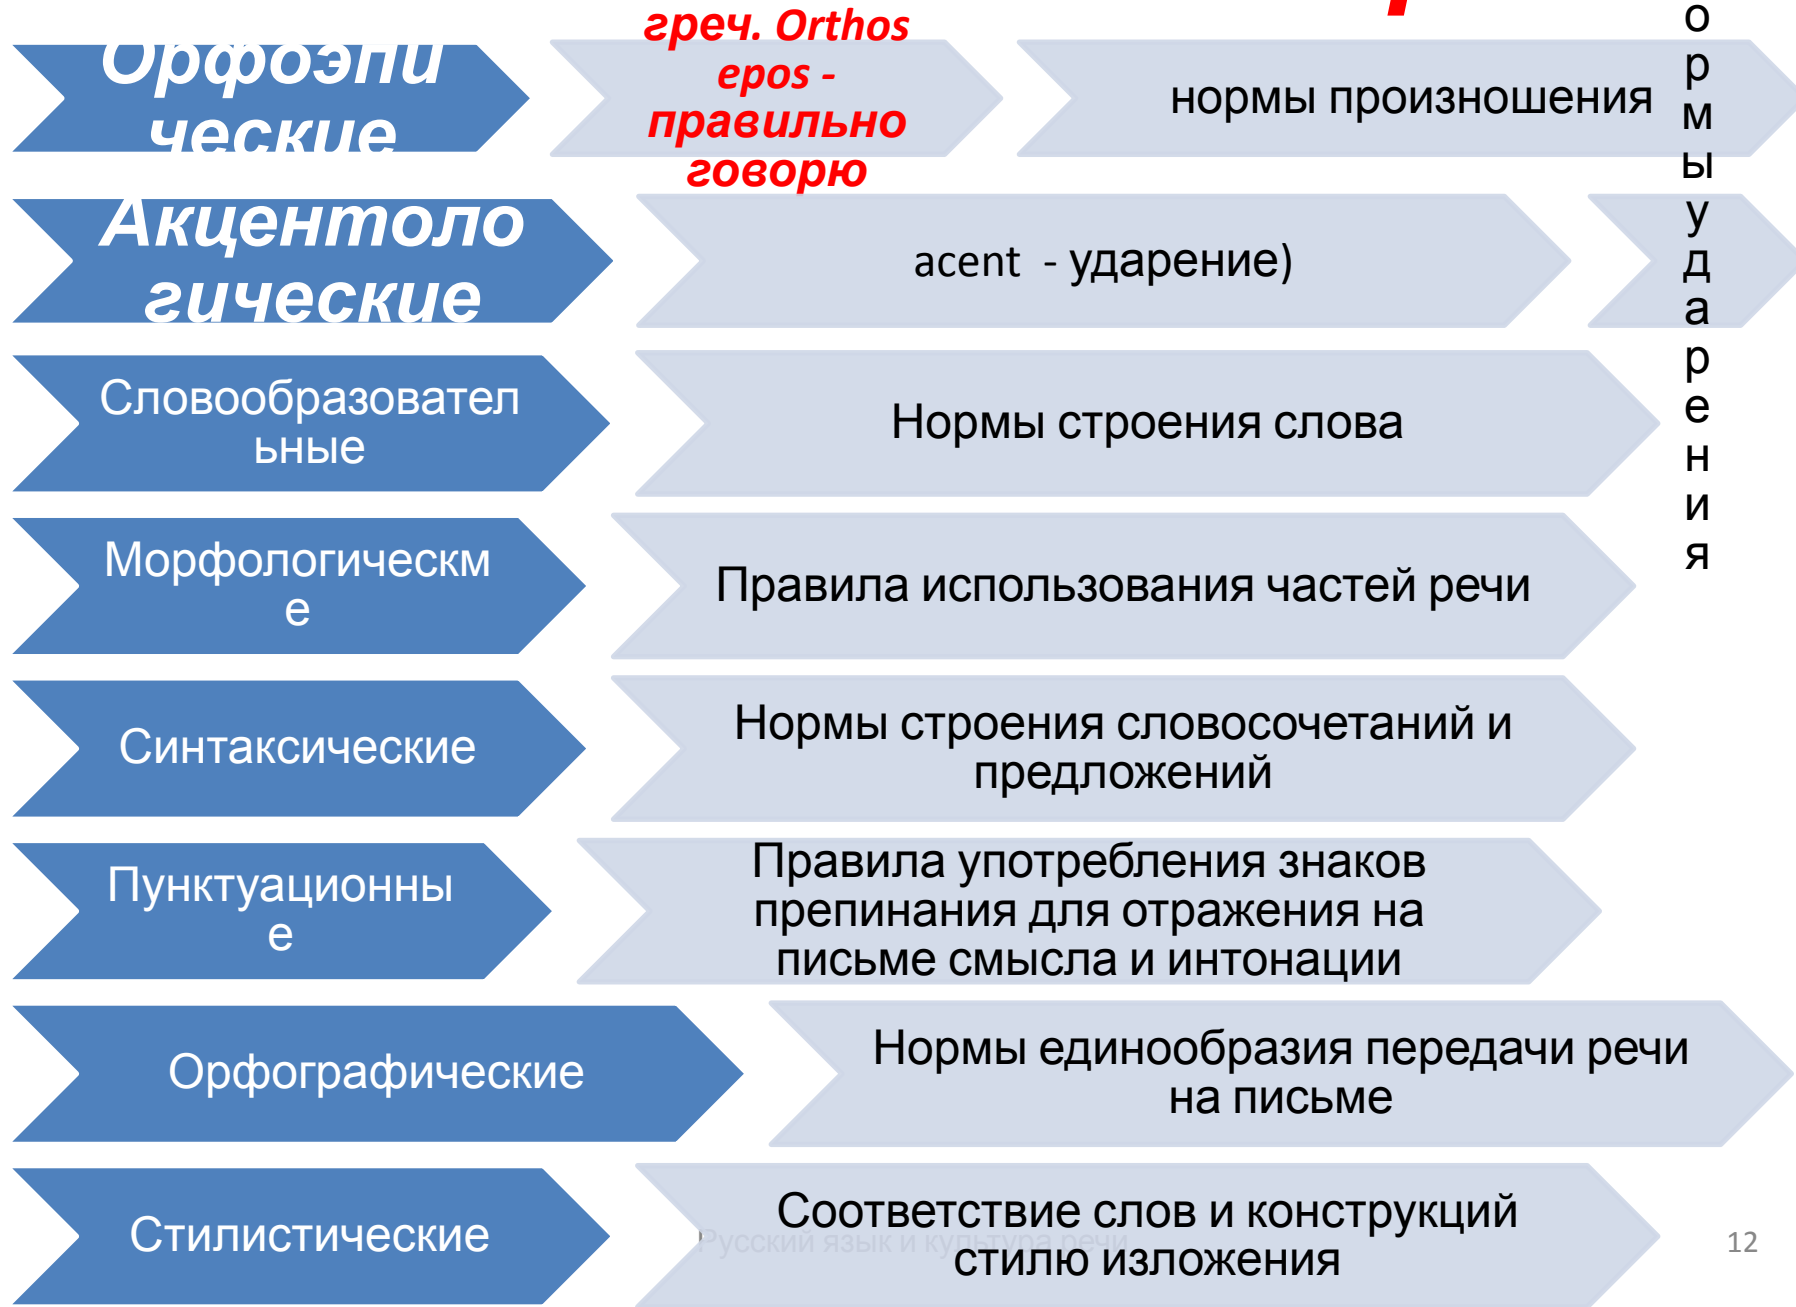 Орфоэпи
ческие
греч. Orthos
epos -
правильно
говорю
нормы произношения
Акцентоло
гические
acent - ударение)
о
р
м
ы
у
д
а
р
е
н
и
я
Словообразовател
ьные
Нормы строения слова
Морфологическм
е
Правила использования частей речи
Синтаксические
Нормы строения словосочетаний и
предложений
Пунктуационны
е
Правила употребления знаков
препинания для отражения на
письме смысла и интонации
Орфографические
Нормы единообразия передачи речи
на письме
Стилистические
Соответствие слов и конструкций
стилю изложения
Русский язык и культура речи
12